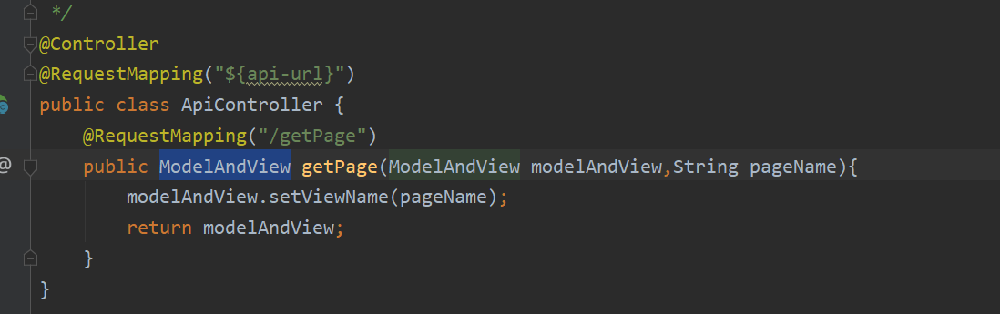 */
@Controller
@RequestMapping("${api-url}")
public class ApiController {
@RequestMapping("/getPage")
public ModelAndView getPage(ModelAndView modelAndView,String pageName){
modelAndView.setViewName(pageName);
return modelAndView;
}
}